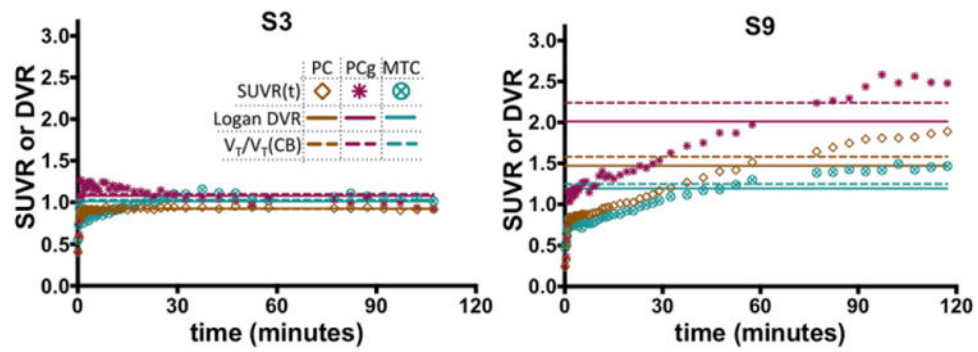 S3
SUVR or DVR
3.0
2.5
2.0
1.5
1.0
0.5
0.0
PC PCg MTC
SUVR(t)
Logan DVR
VT/VT(CB)
0 30 60 90 120
time (minutes)
S9
SUVR or DVR
3.0
2.5
2.0
1.5
1.0
0.5
0.0
0 30 60 90 120
time (minutes)